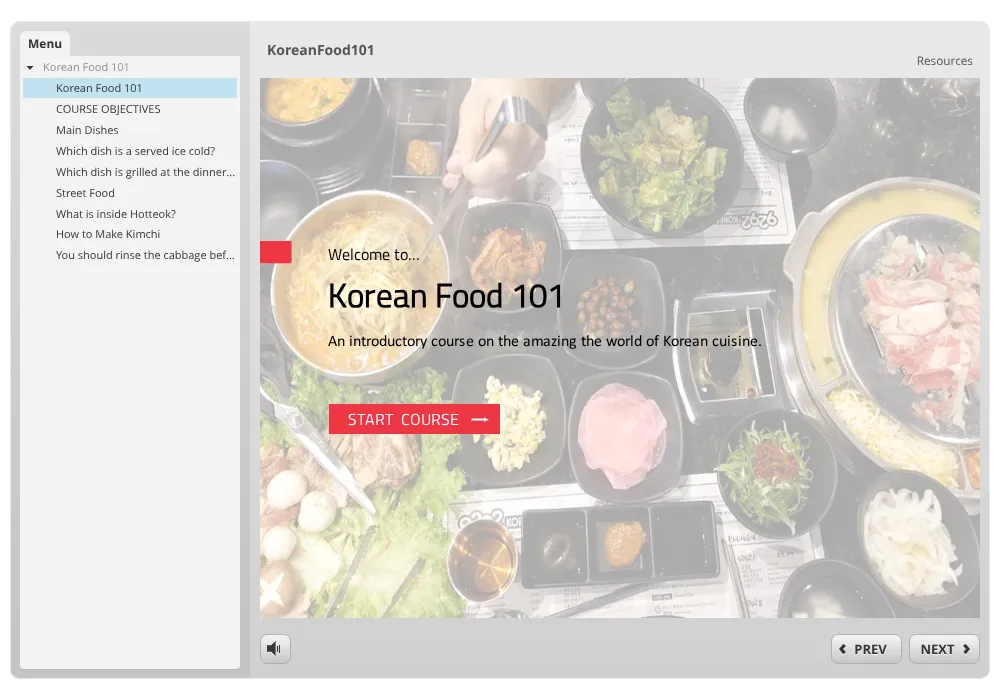 Menu
Korean Food 101
Korean Food 101
COURSE OBJECTIVES
Main Dishes
Which dish is a served ice cold?
Which dish is grilled at the dinner...
Street Food
What is inside Hotteok?
How to Make Kimchi
You should rinse the cabbage bef...
KoreanFood101
Resources
Welcome to...
Korean Food 101
An introductory course on the amazing the world of Korean cuisine.
START COURSE
PREV
NEXT